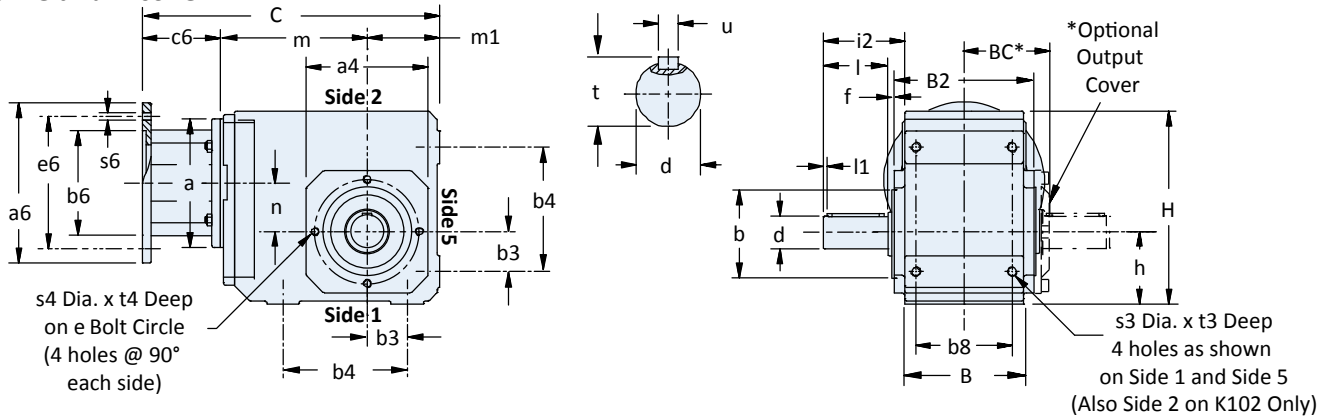 C
c6
m
m1
a4
Side 2
a6
e6
b6
s6
a
n
b4
Side 5
b3
s4 Dia. x t4 Deep
on e Bolt Circle
(4 holes @ 90°
each side)
Side 1
b3
b4
u
t
d
i2
l
f
B2
BC*
*Optional
Output
Cover
l1
b
d
H
h
b8
B
s3 Dia. x t3 Deep
4 holes as shown
on Side 1 and Side 5
(Also Side 2 on K102 Only)